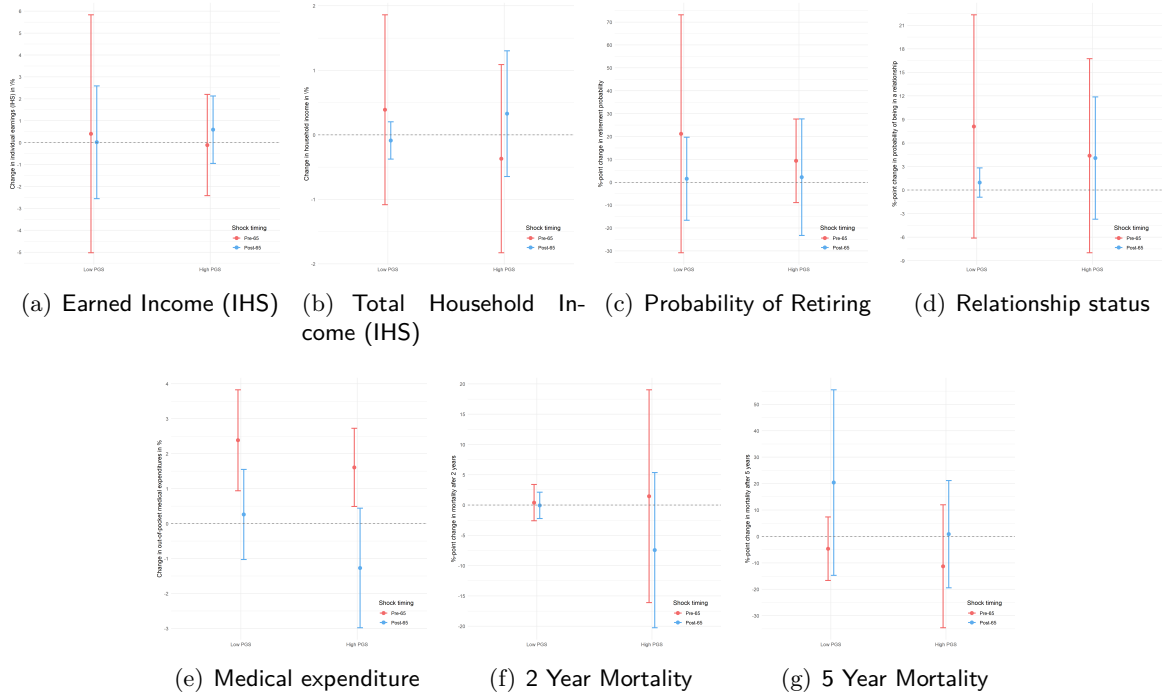 Change in individual earnings (IHS) in \%
6
5
4
3
2
1
0
-1
-2
-3
-4
-5
Low PGS
High PGS
Shock timing
Pre-65
Post-65
(a) Earned Income (IHS)
Change in household income in \%
2
1
0
-1
-2
Low PGS
High PGS
Shock timing
Pre-65
Post-65
(b) Total Household In-
come (IHS)
%-point change in retirement probability
70
60
50
40
30
20
10
0
-10
-20
-30
Low PGS
High PGS
Shock timing
Pre-65
Post-65
(c) Probability of Retiring
%-point change in probability of being in a relationship
21
18
15
12
9
6
3
0
-3
-6
-9
Low PGS
High PGS
Shock timing
Pre-65
Post-65
(d) Relationship status
Change in out-of-pocket medical expenditures in %
4
3
2
1
0
-1
-2
-3
Low PGS
High PGS
Shock timing
Pre-65
Post-65
(e) Medical expenditure
%-point change in mortality after 2 years
20
15
10
5
0
-5
-10
-15
-20
Low PGS
High PGS
Shock timing
Pre-65
Post-65
(f) 2 Year Mortality
%-point change in mortality after 5 years
50
40
30
20
10
0
-10
-20
-30
Low PGS
High PGS
Shock timing
Pre-65
Post-65
(g) 5 Year Mortality